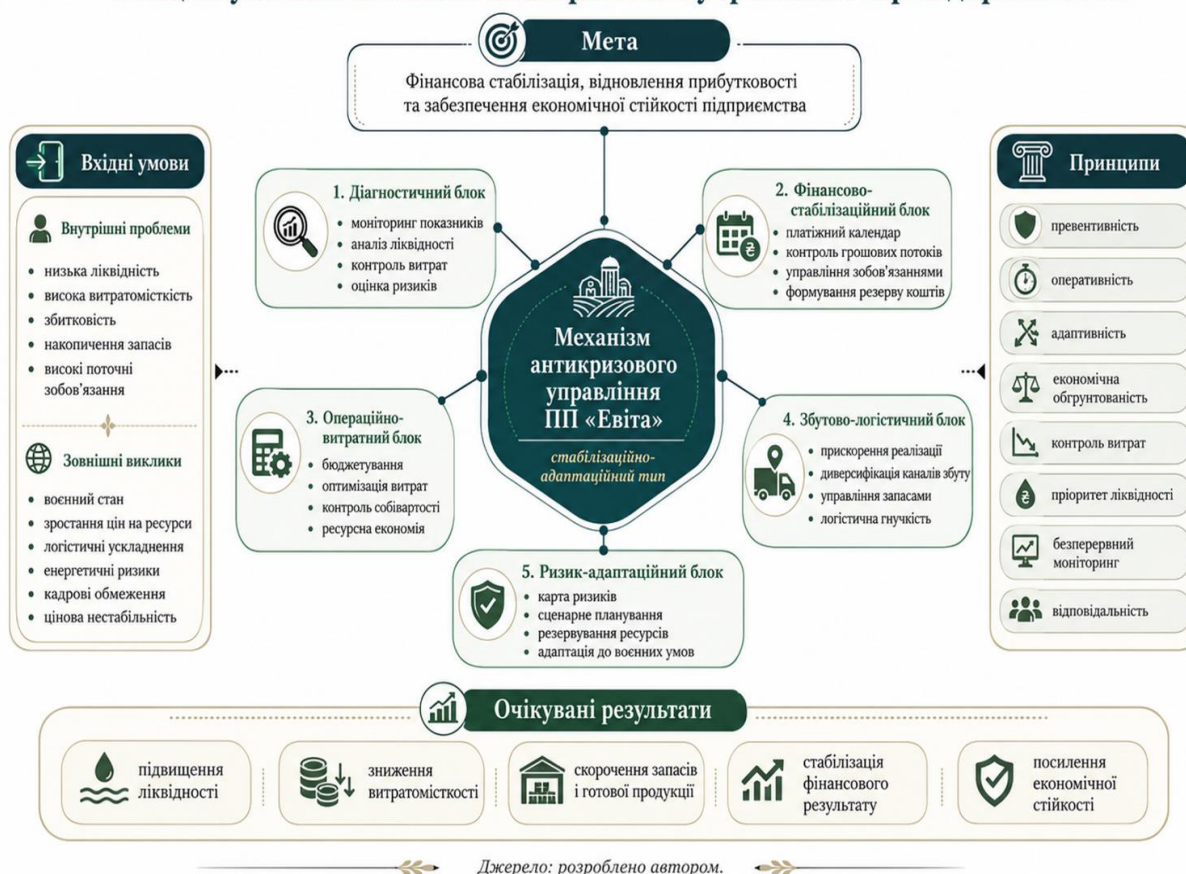 Мета
Фінансова стабілізація, відновлення прибутковості
та забезпечення економічної стійкості підприємства
Вхідні умови
Внутрішні проблеми
• низька ліквідність
• висока витратомісткість
• збитковість
• накопичення запасів
• високі поточні
зобов’язання
Зовнішні виклики
• воєнний стан
• зростання цін на ресурси
• логістичні ускладнення
• енергетичні ризики
• кадрові обмеження
• цінова нестабільність
1. Діагностичний блок
• моніторинг показників
• аналіз ліквідності
• контроль витрат
• оцінка ризиків
2. Фінансово-
стабілізаційний блок
• платіжний календар
• контроль грошових потоків
• управління зобов’язаннями
• формування резерву коштів
Механізм
антикризового
управління
ПП «Евіта»
стабілізаційно-
адаптаційний тип
3. Операційно-
витратний блок
• бюджетування
• оптимізація витрат
• контроль собівартості
• ресурсна економія
4. Збутово-логістичний блок
• прискорення реалізації
• диверсифікація каналів збуту
• управління запасами
• логістична гнучкість
5. Ризик-адаптаційний блок
• карта ризиків
• сценарне планування
• резервування ресурсів
• адаптація до воєнних умов
Принципи
превентивність
оперативність
адаптивність
економічна
обґрунтованість
контроль витрат
пріоритет ліквідності
безперервний
моніторинг
відповідальність
Очікувані результати
підвищення
ліквідності
зниження
витратомісткості
скорочення запасів
і готової продукції
стабілізація
фінансового
результату
посилення
економічної
стійкості
Джерело: розроблено автором.